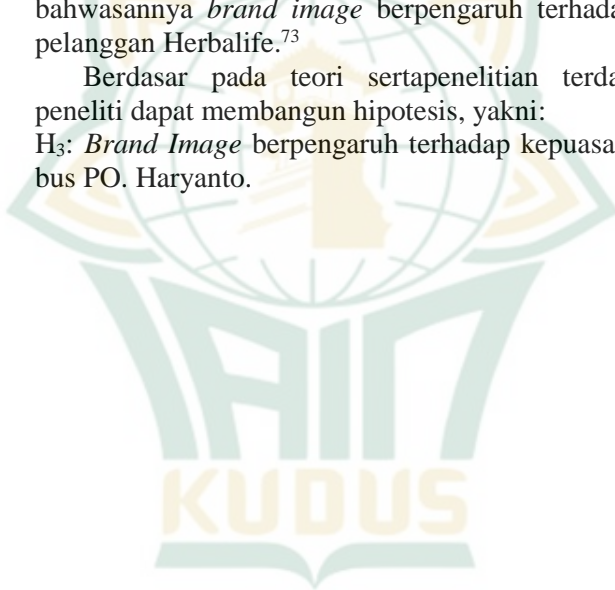 bahwasannya brand image berpengaruh terhada
pelanggan Herbalife.73
Berdasar pada teori sertapenelitian terda
peneliti dapat membangun hipotesis, yakni:
H3: Brand Image berpengaruh terhadap kepuasa
bus PO. Haryanto.
IAIN
KUDUS